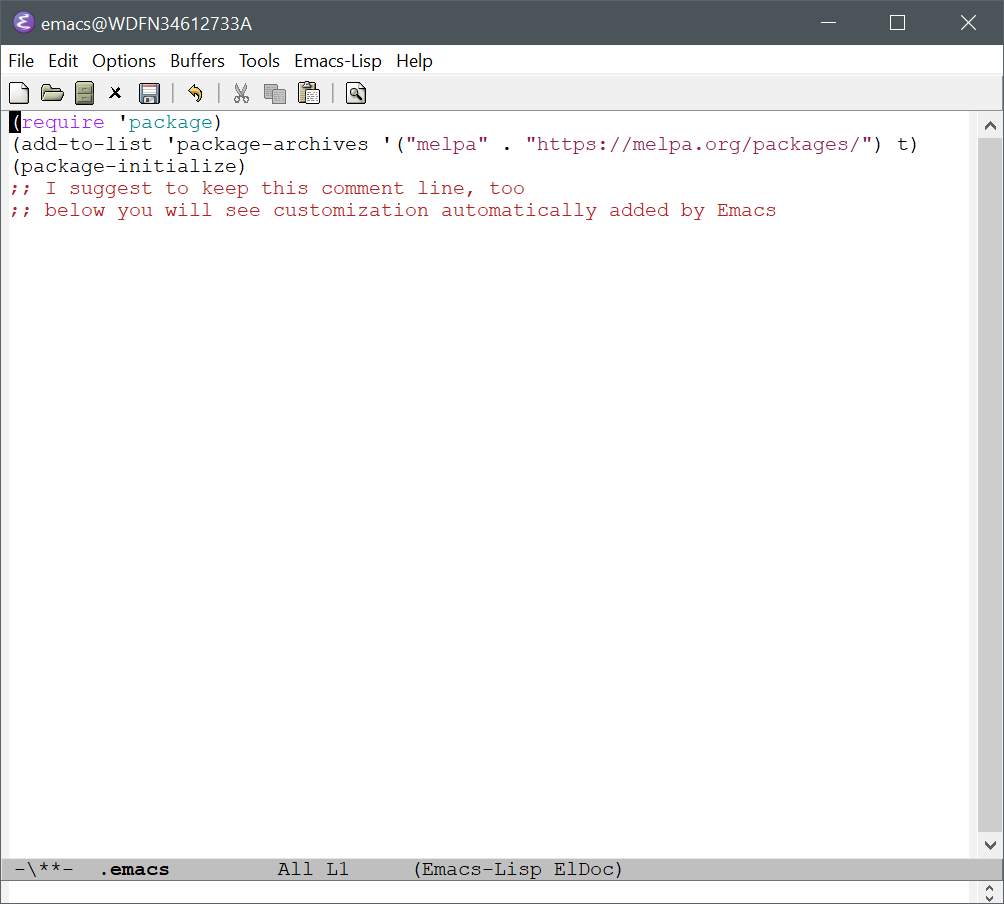 emacs@WDFN34612733A
File Edit Options Buffers Tools Emacs-Lisp Help
(require 'package)
(add-to-list 'package-archives '("melpa" . "https://melpa.org/packages/") t)
(package-initialize)
;; I suggest to keep this comment line, too
;; below you will see customization automatically added by Emacs
-\**- .emacs All L1 (Emacs-Lisp ElDoc)